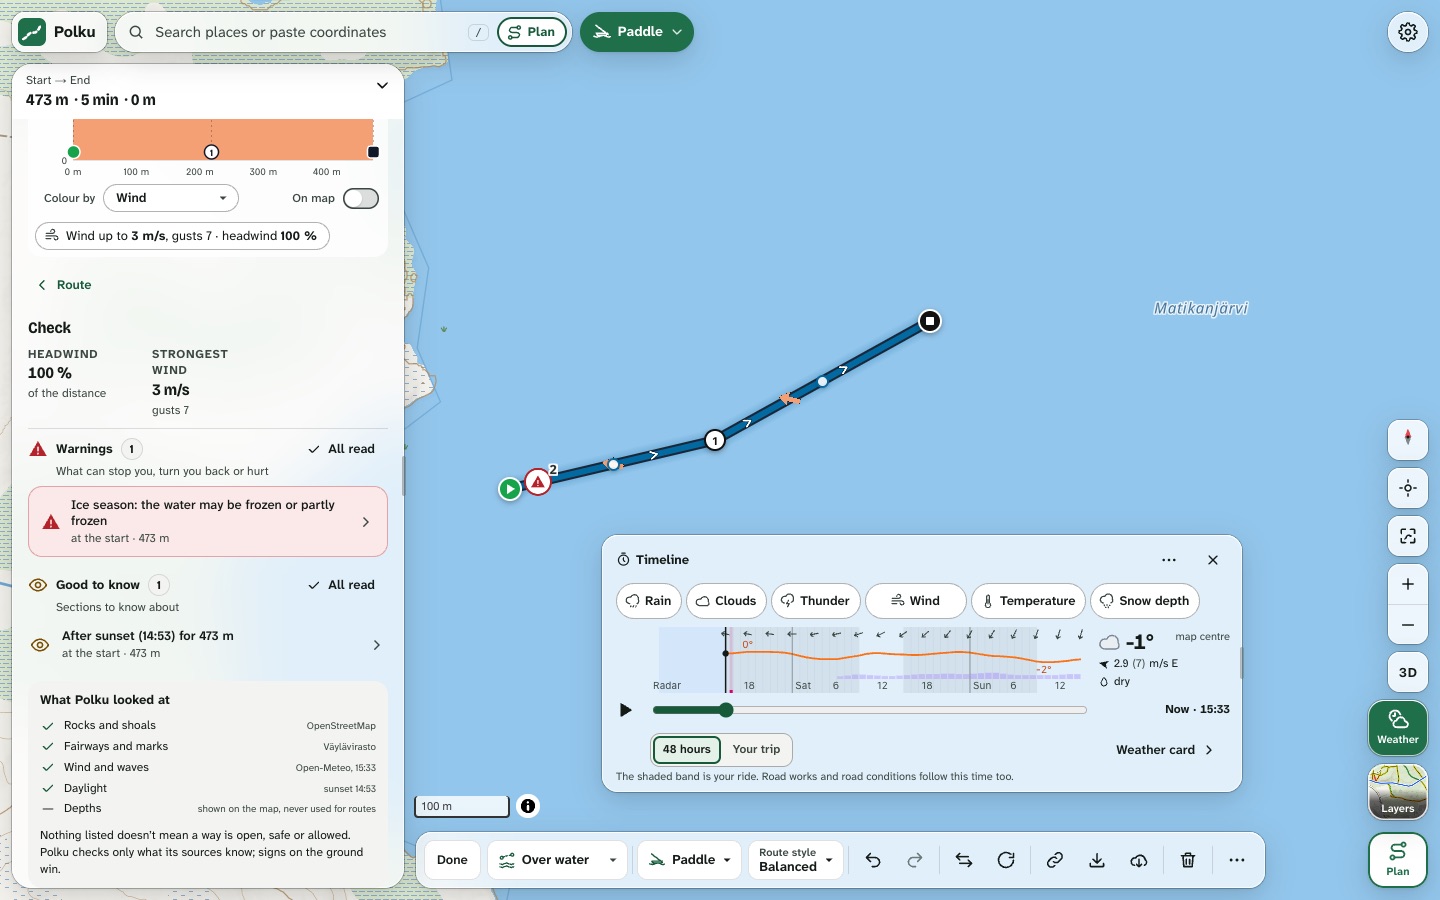 Polku
Search places or paste coordinates
/
Plan
Paddle
Start → End
473 m · 5 min · 0 m
0
1
0 m
100 m
200 m
300 m
400 m
Colour by
Wind
On map
Wind up to 3 m/s, gusts 7 · headwind 100 %
Route
Check
HEADWIND
100 %
of the distance
STRONGEST
WIND
3 m/s
gusts 7
Warnings
1
All read
What can stop you, turn you back or hurt
Ice season: the water may be frozen or partly
frozen
at the start · 473 m
Good to know
1
All read
Sections to know about
After sunset (14:53) for 473 m
at the start · 473 m
What Polku looked at
Rocks and shoals
OpenStreetMap
Fairways and marks
Väylävirasto
Wind and waves
Open-Meteo, 15:33
Daylight
sunset 14:53
Depths
shown on the map, never used for routes
Nothing listed doesn't mean a way is open, safe or allowed.
Polku checks only what its sources know; signs on the ground
win.
Matikanjärvi
1
2
Timeline
Rain
Clouds
Thunder
Wind
Temperature
Snow depth
0°
-2°
Radar
18
Sat
6
12
18
Sun
6
12
-1°
map centre
2.9 (7) m/s E
dry
Now · 15:33
48 hours
Your trip
Weather card
The shaded band is your ride. Road works and road conditions follow this time too.
100 m
Done
Over water
Paddle
Route style
Balanced
3D
Weather
Layers
Plan